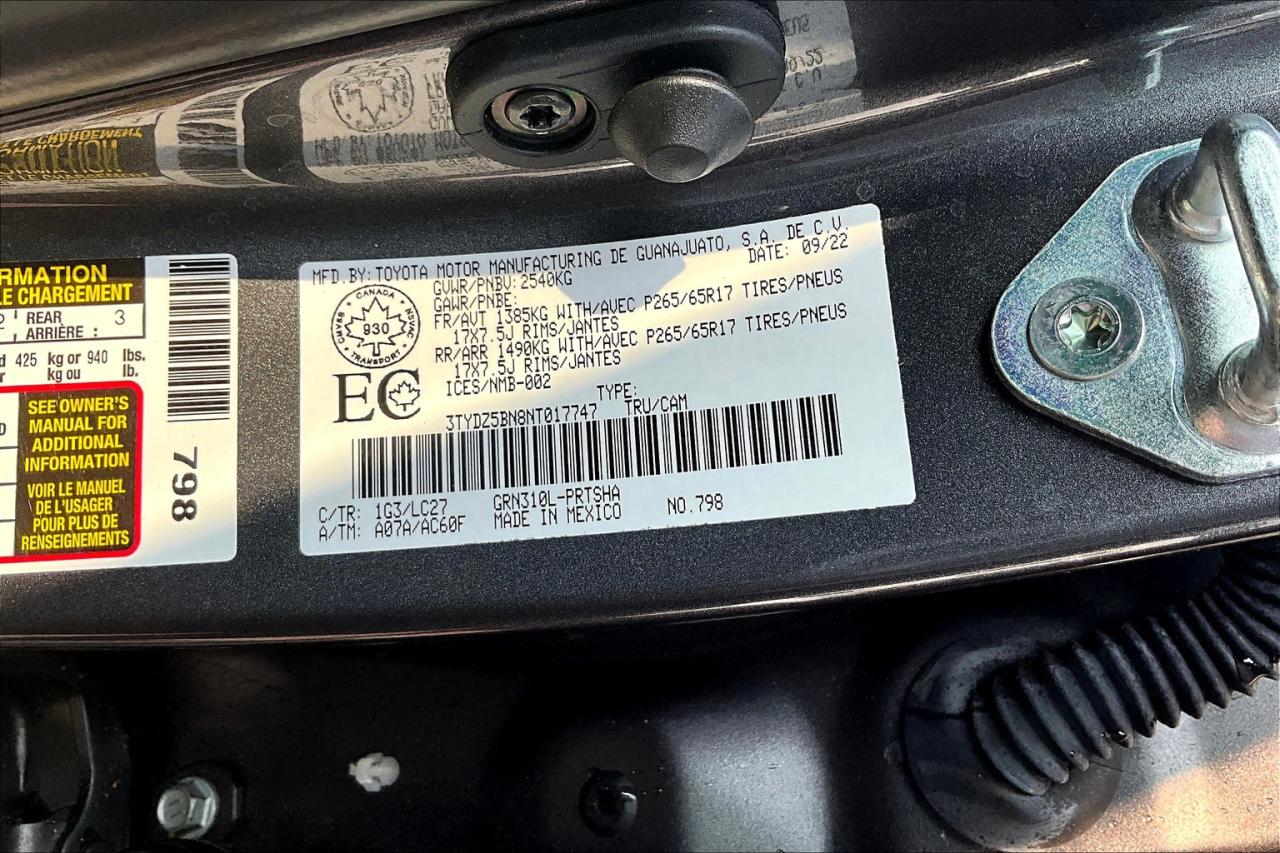 RMATION
LE CHARGEMENT
2 REAR 3
ARRIÈRE :
d 425 kg or 940 lbs.
r kg ou lb.
D
SEE OWNER'S
MANUAL FOR
ADDITIONAL
INFORMATION
VOIR LE MANUEL
DE L'USAGER
POUR PLUS DE
RENSEIGNEMENTS
798
MFD.BY:TOYOTA MOTOR MANUFACTURING DE GUANAJUATO, S.A. DE C.V.
GVWR/PNBV:2540KG DATE: 09/22
GAWR/PNBE:
FR/AUT 1385KG WITH/AVEC P265/65R17 TIRES/PNEUS
17X7.5J RIMS/JANTES
RR/ARR 1490KG WITH/AVEC P265/65R17 TIRES/PNEUS
17X7.5J RIMS/JANTES
ICES/NMB-002
CANADA
930
TRANSPORT
EC
TYPE:
3TYDZ5BN8NT017747 TRU/CAM
C/TR: 1G3/LC27 GRN310L-PRTSHA
A/TM: A07A/AC60F MADE IN MEXICO NO.798